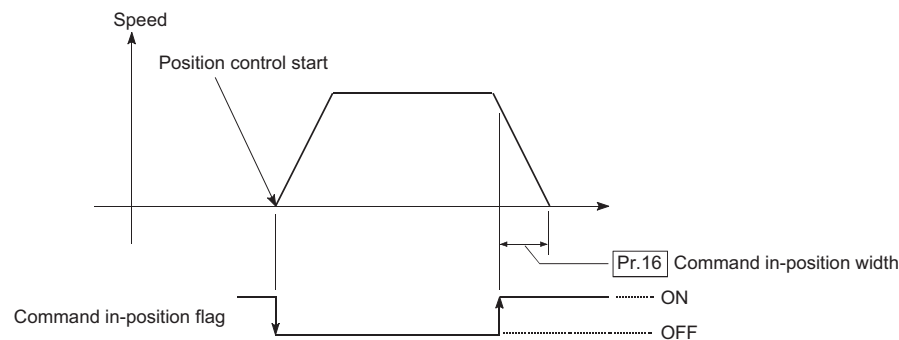 Speed
Position control start
Pr.16 Command in-position width
ON
Command in-position flag
OFF